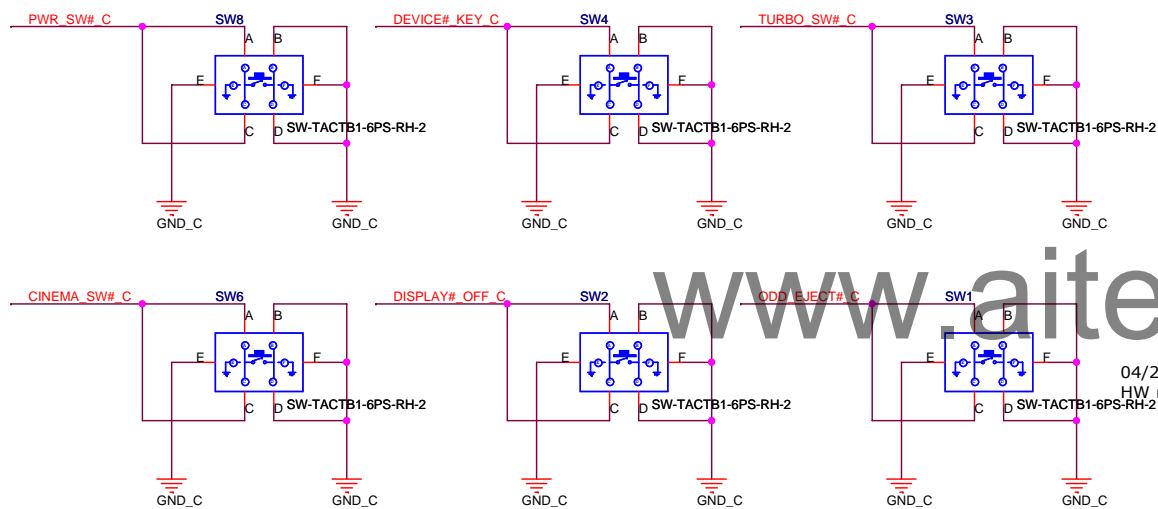 PWR_SW#_C
SW8
A
B
E
F
C
D
SW-TACTB1-6PS-RH-2
GND_C
GND_C
DEVICE#_KEY_C
SW4
A
B
E
F
C
D
SW-TACTB1-6PS-RH-2
GND_C
GND_C
TURBO_SW#_C
SW3
A
B
E
F
C
D
SW-TACTB1-6PS-RH-2
GND_C
GND_C
CINEMA_SW#_C
SW6
A
B
E
F
C
D
SW-TACTB1-6PS-RH-2
GND_C
GND_C
DISPLAY#_OFF_C
SW2
A
B
E
F
C
D
SW-TACTB1-6PS-RH-2
GND_C
GND_C
ODD_EJECT#_C
SW1
A
B
E
F
C
D
SW-TACTB1-6PS-RH-2
GND_C
GND_C
www.aite
04/2
HW